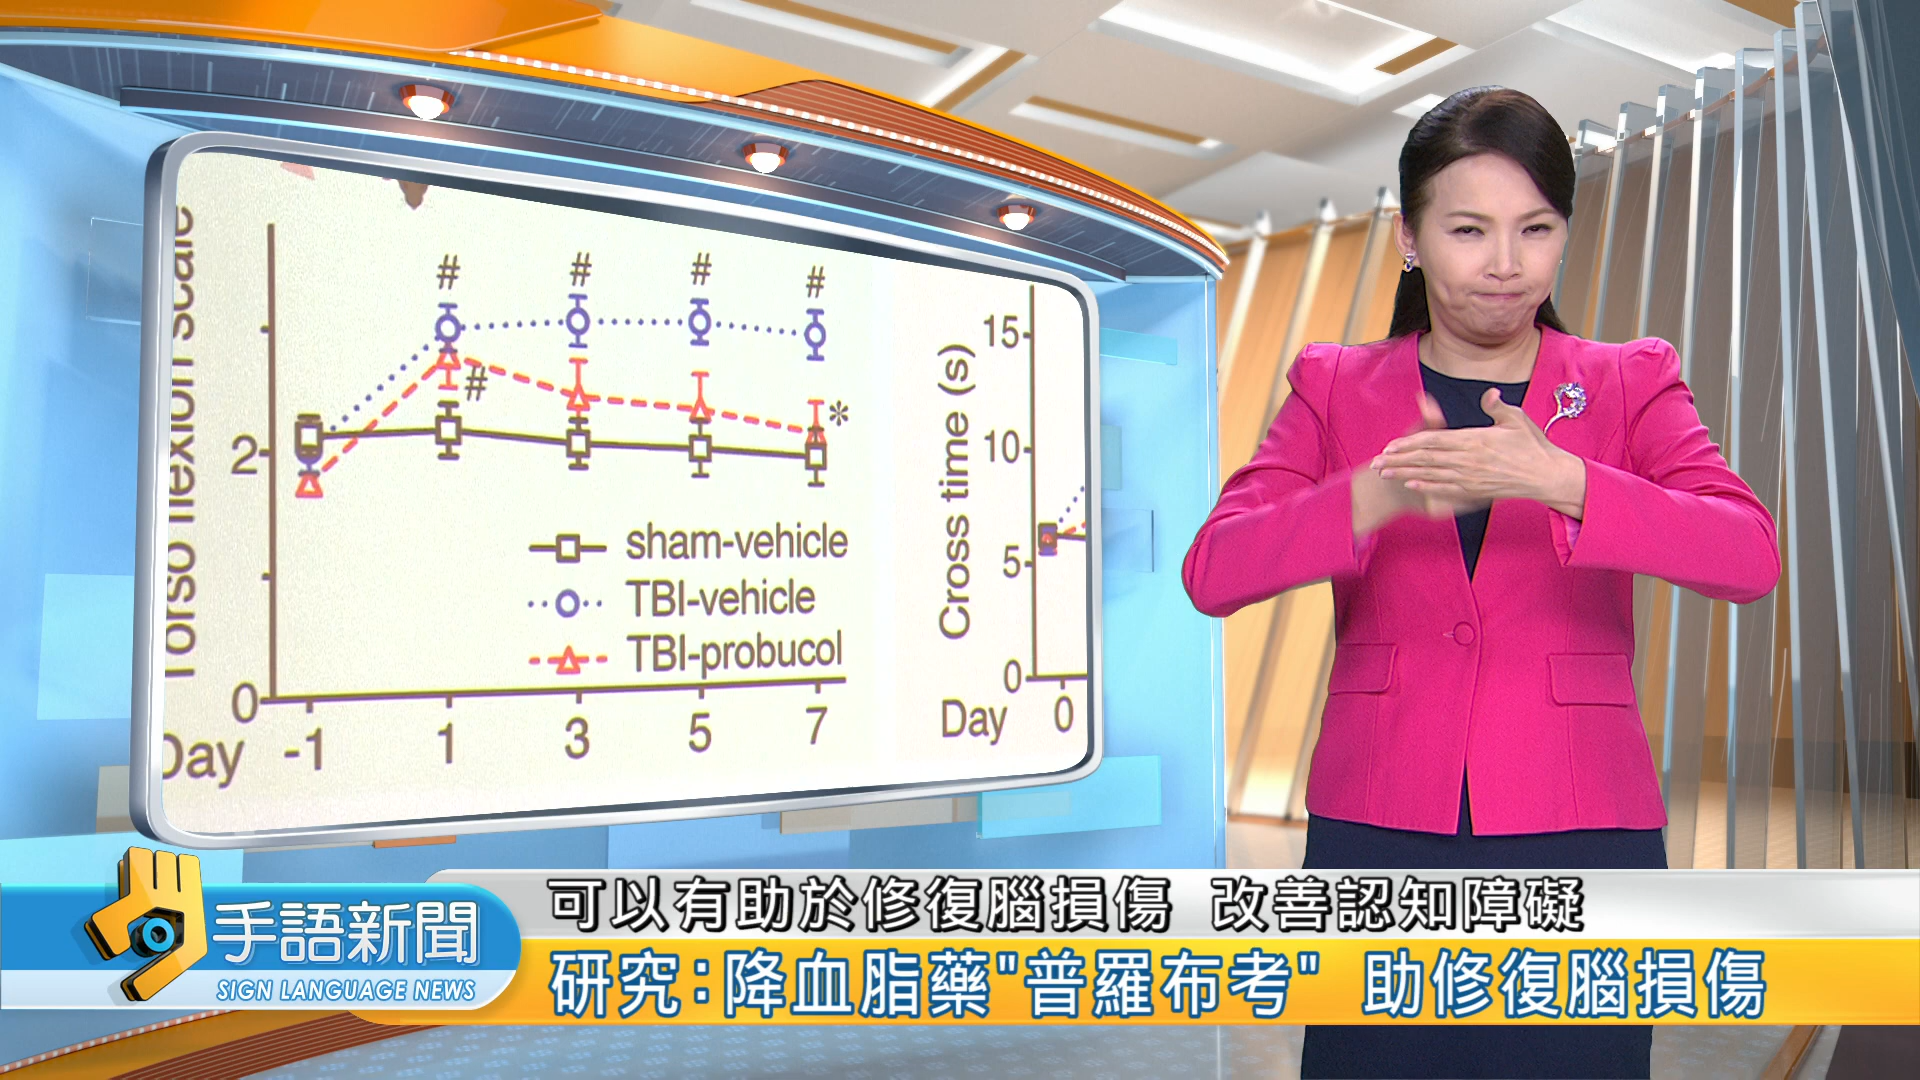 Torso flexion scale
2
0
#
#
#
#
#
*
sham-vehicle
TBI-vehicle
TBI-probucol
Day -1 1 3 5 7
Cross time (s)
15
10
5
0
Day 0
手語新聞
SIGN LANGUAGE NEWS
可以有助於修復腦損傷 改善認知障礙
研究:降血脂藥"普羅布考" 助修復腦損傷